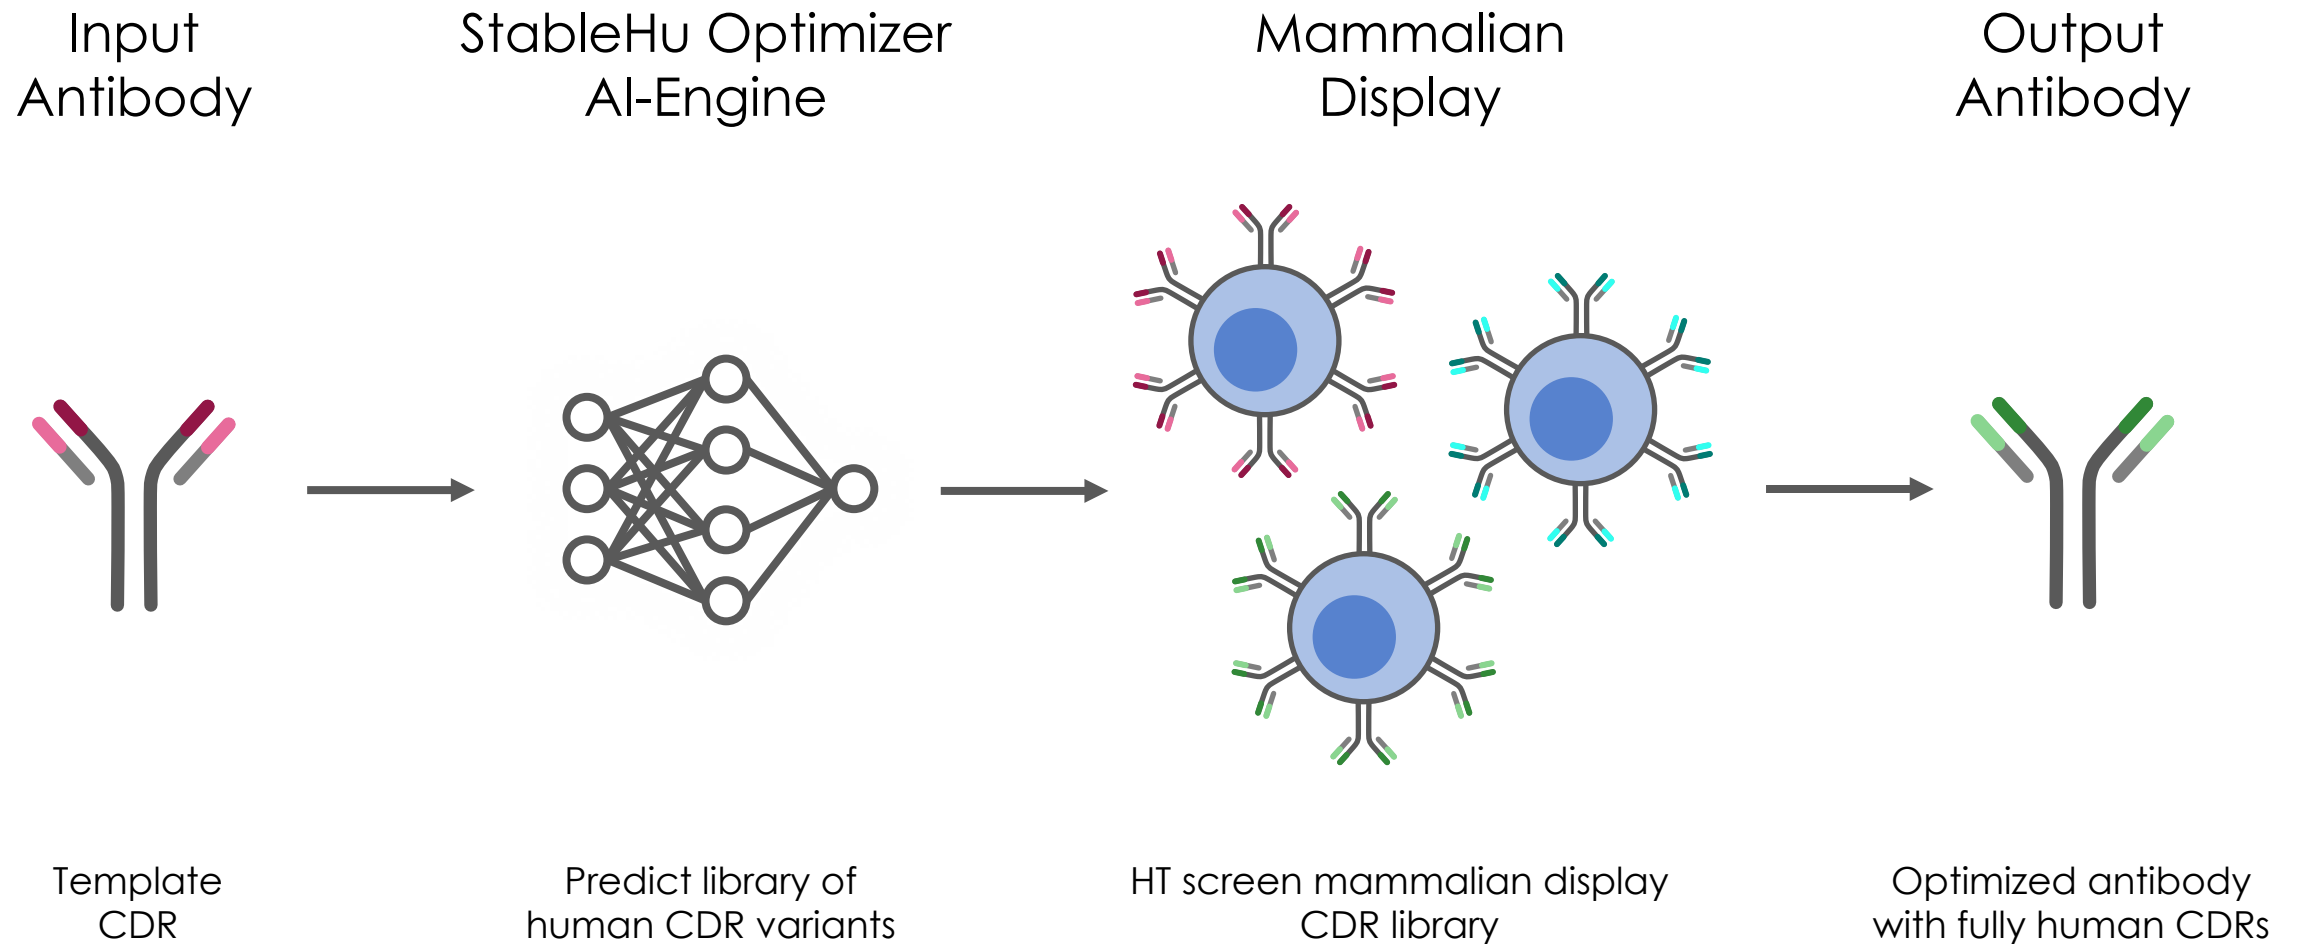 Input
Antibody
StableHu Optimizer
AI-Engine
Mammalian
Display
Output
Antibody
Template
CDR
Predict library of
human CDR variants
HT screen mammalian display
CDR library
Optimized antibody
with fully human CDRs